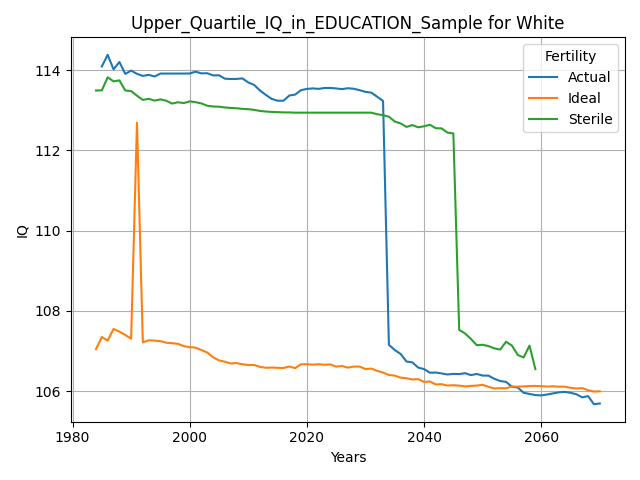 Upper_Quartile_IQ_in_EDUCATION_Sample for White
Fertility
Actual
Ideal
Sterile
IQ
114
112
110
108
106
1980
2000
2020
2040
2060
Years